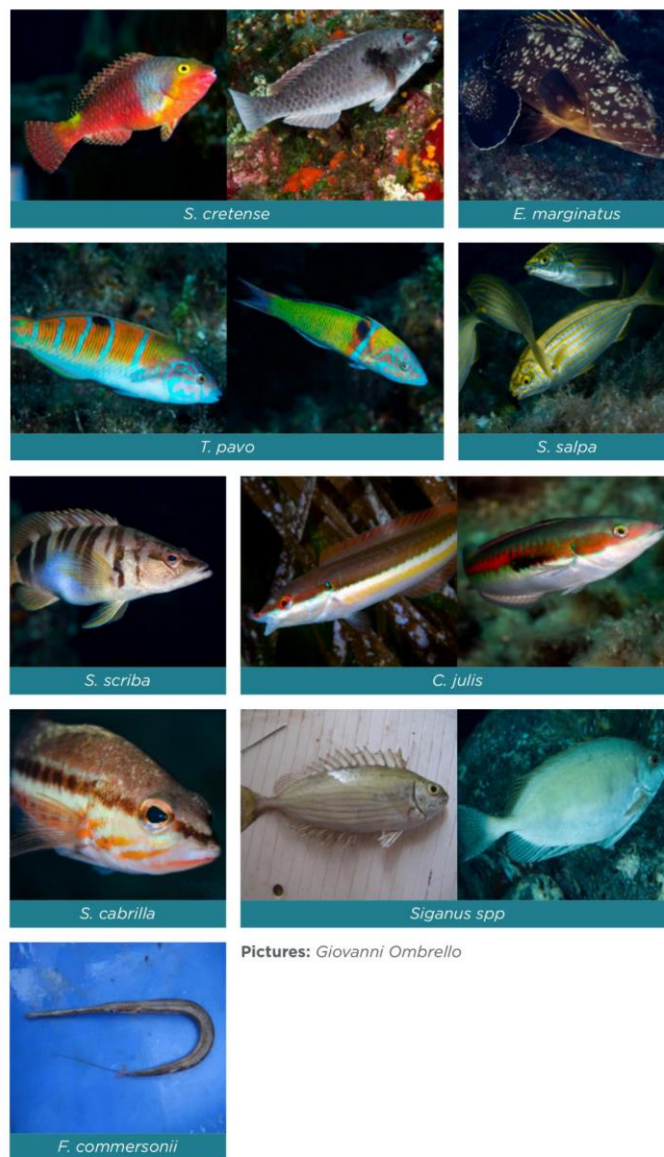 S. cretense
E. marginatus
T. pavo
S. salpa
S. scriba
C. julis
S. cabrilla
Siganus spp
Pictures: Giovanni Ombrello
F. commersonii